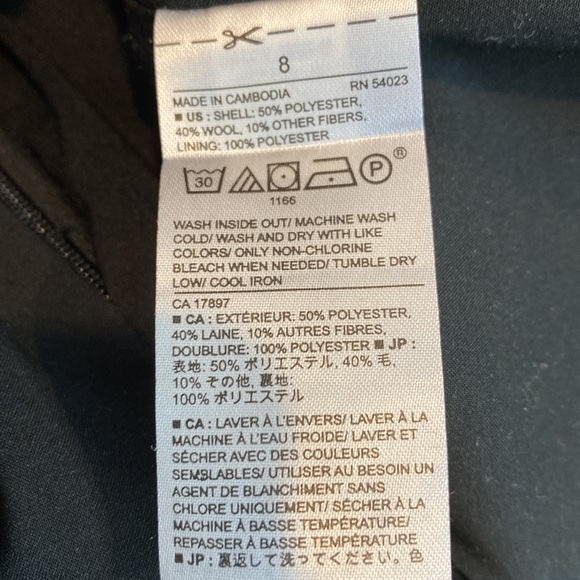 8
RN 54023
MADE IN CAMBODIA
■ US : SHELL: 50% POLYESTER,
40% WOOL, 10% OTHER FIBERS,
LINING: 100% POLYESTER
30 P ®
1166
WASH INSIDE OUT/ MACHINE WASH
COLD/ WASH AND DRY WITH LIKE
COLORS/ ONLY NON-CHLORINE
BLEACH WHEN NEEDED/ TUMBLE DRY
LOW/ COOL IRON
CA 17897
■ CA : EXTÉRIEUR: 50% POLYESTER,
40% LAINE, 10% AUTRES FIBRES,
DOUBLURE: 100% POLYESTER ■ JP :
表地: 50% ポリエステル, 40% 毛,
10% その他, 裏地:
100% ポリエステル
■ CA : LAVER À L'ENVERS/ LAVER À LA
MACHINE À L'EAU FROIDE/ LAVER ET
SÉCHER AVEC DES COULEURS
SEMBLABLES/ UTILISER AU BESOIN UN
AGENT DE BLANCHIMENT SANS
CHLORE UNIQUEMENT/ SÉCHER À LA
MACHINE À BASSE TEMPÉRATURE/
REPASSER À BASSE TEMPÉRATURE
■ JP : 裏返して洗ってください。色